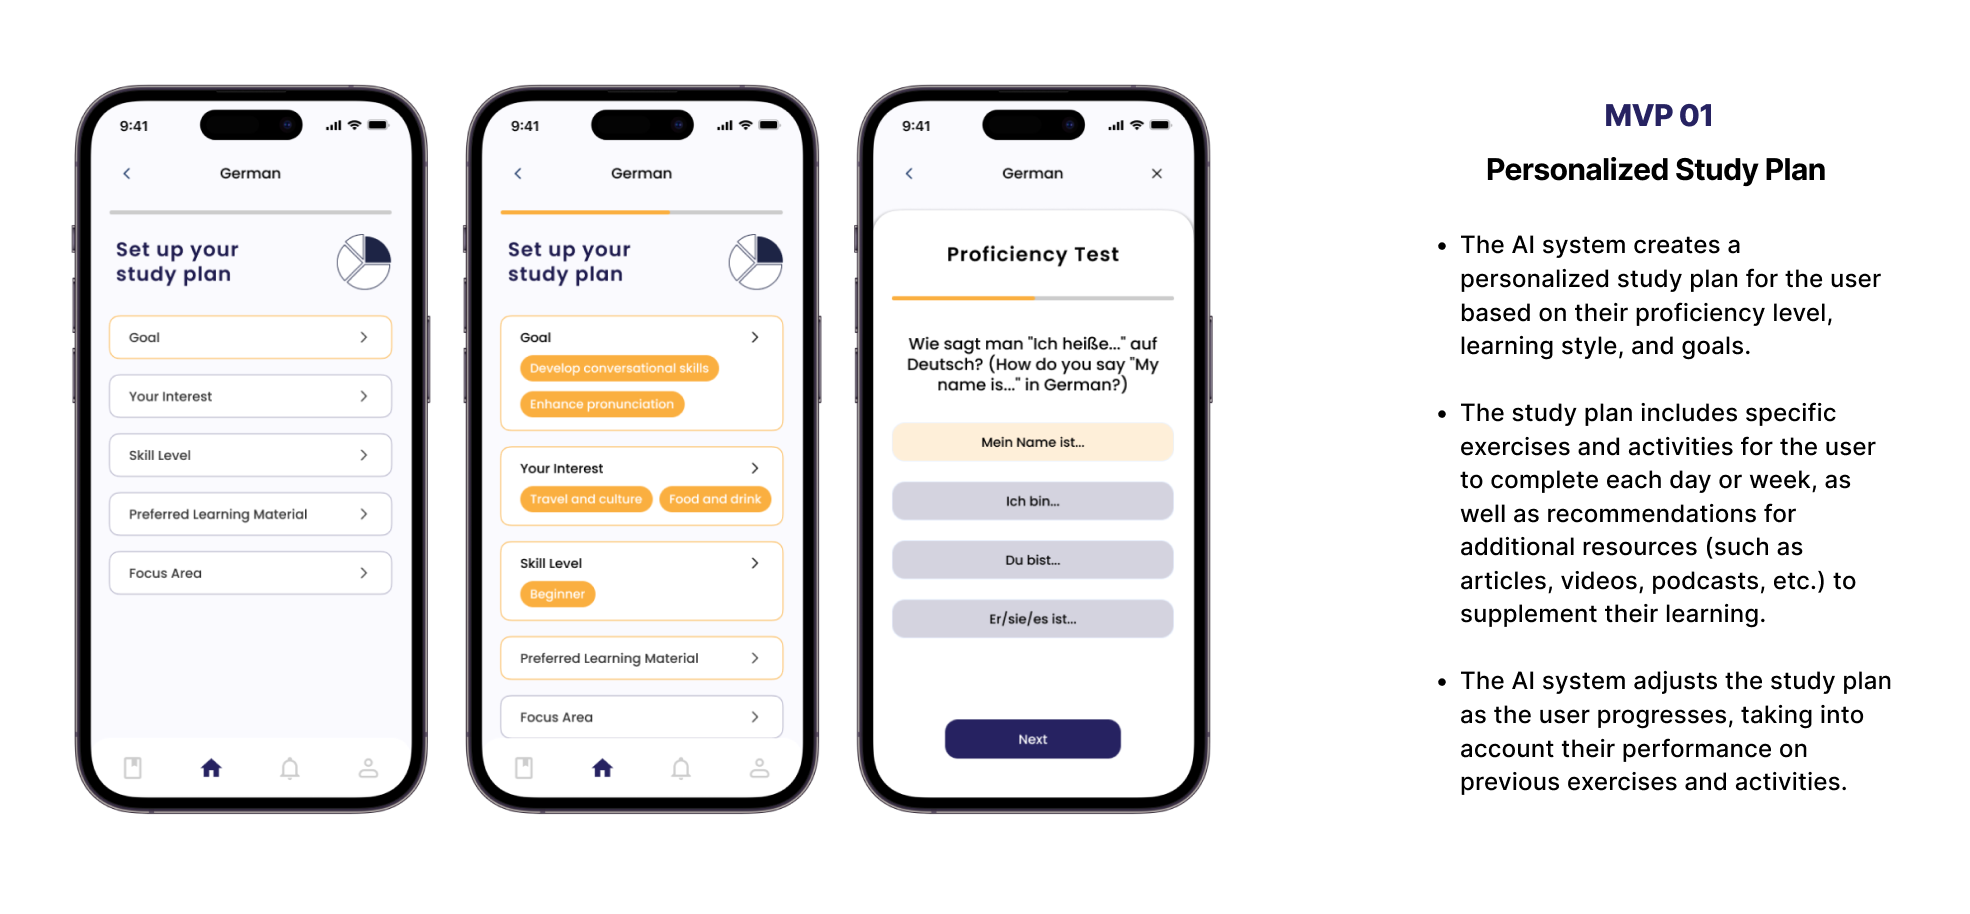 9:41
German
Set up your
study plan
Goal
Your Interest
Skill Level
Preferred Learning Material
Focus Area
9:41
German
Set up your
study plan
Goal
Develop conversational skills
Enhance pronunciation
Your Interest
Travel and culture Food and drink
Skill Level
Beginner
Preferred Learning Material
Focus Area
9:41
German
Proficiency Test
Wie sagt man "Ich heiße..." auf
Deutsch? (How do you say "My
name is..." in German?)
Mein Name ist...
Ich bin...
Du bist...
Er/sie/es ist...
Next
MVP 01
Personalized Study Plan
• The AI system creates a
personalized study plan for the user
based on their proficiency level,
learning style, and goals.
• The study plan includes specific
exercises and activities for the user
to complete each day or week, as
well as recommendations for
additional resources (such as
articles, videos, podcasts, etc.) to
supplement their learning.
• The AI system adjusts the study plan
as the user progresses, taking into
account their performance on
previous exercises and activities.